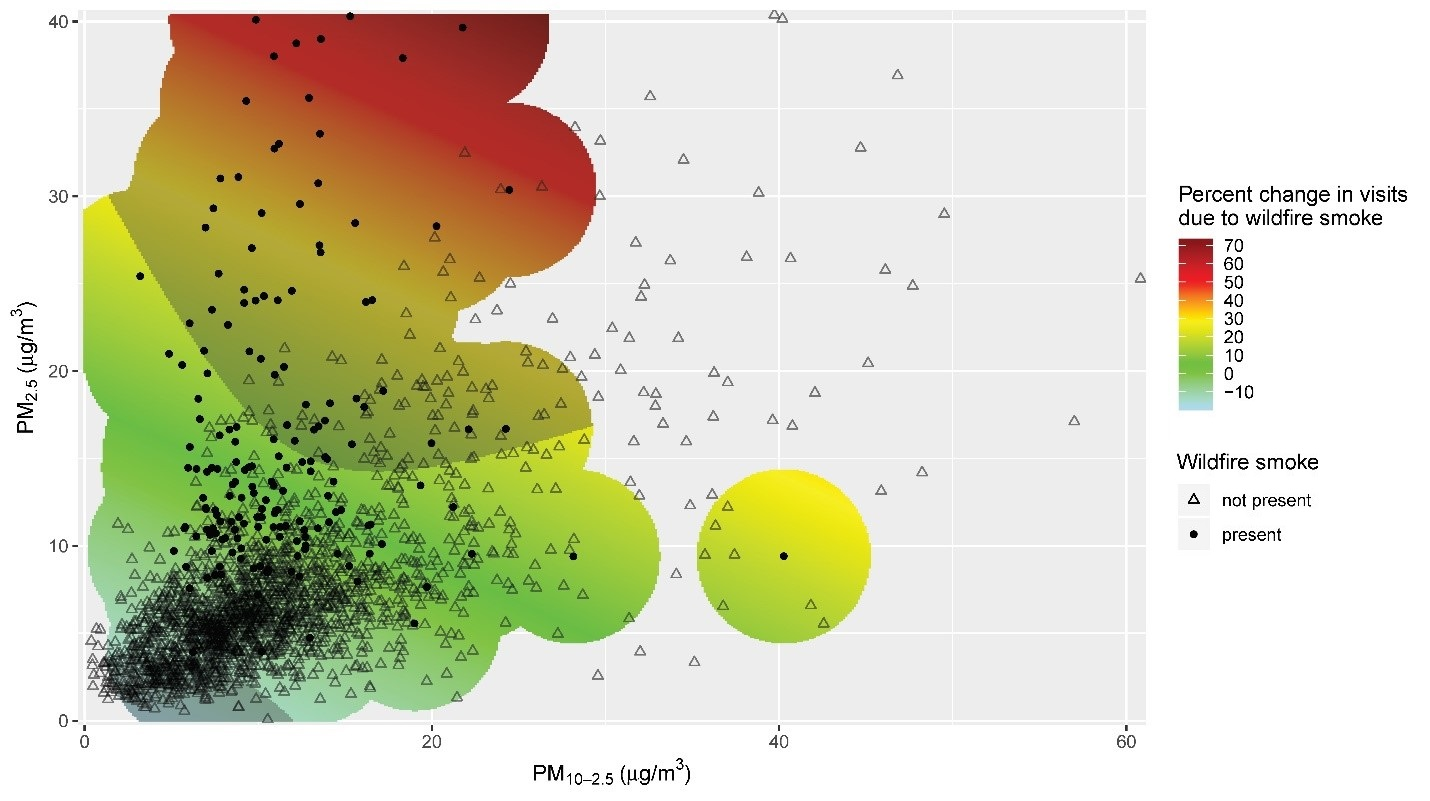 40
30
20
10
0
0
20
40
60
PM2.5 (μg/m3)
PM10–2.5 (μg/m3)
Percent change in visits
due to wildfire smoke
70
60
50
40
30
20
10
0
−10
Wildfire smoke
not present
present